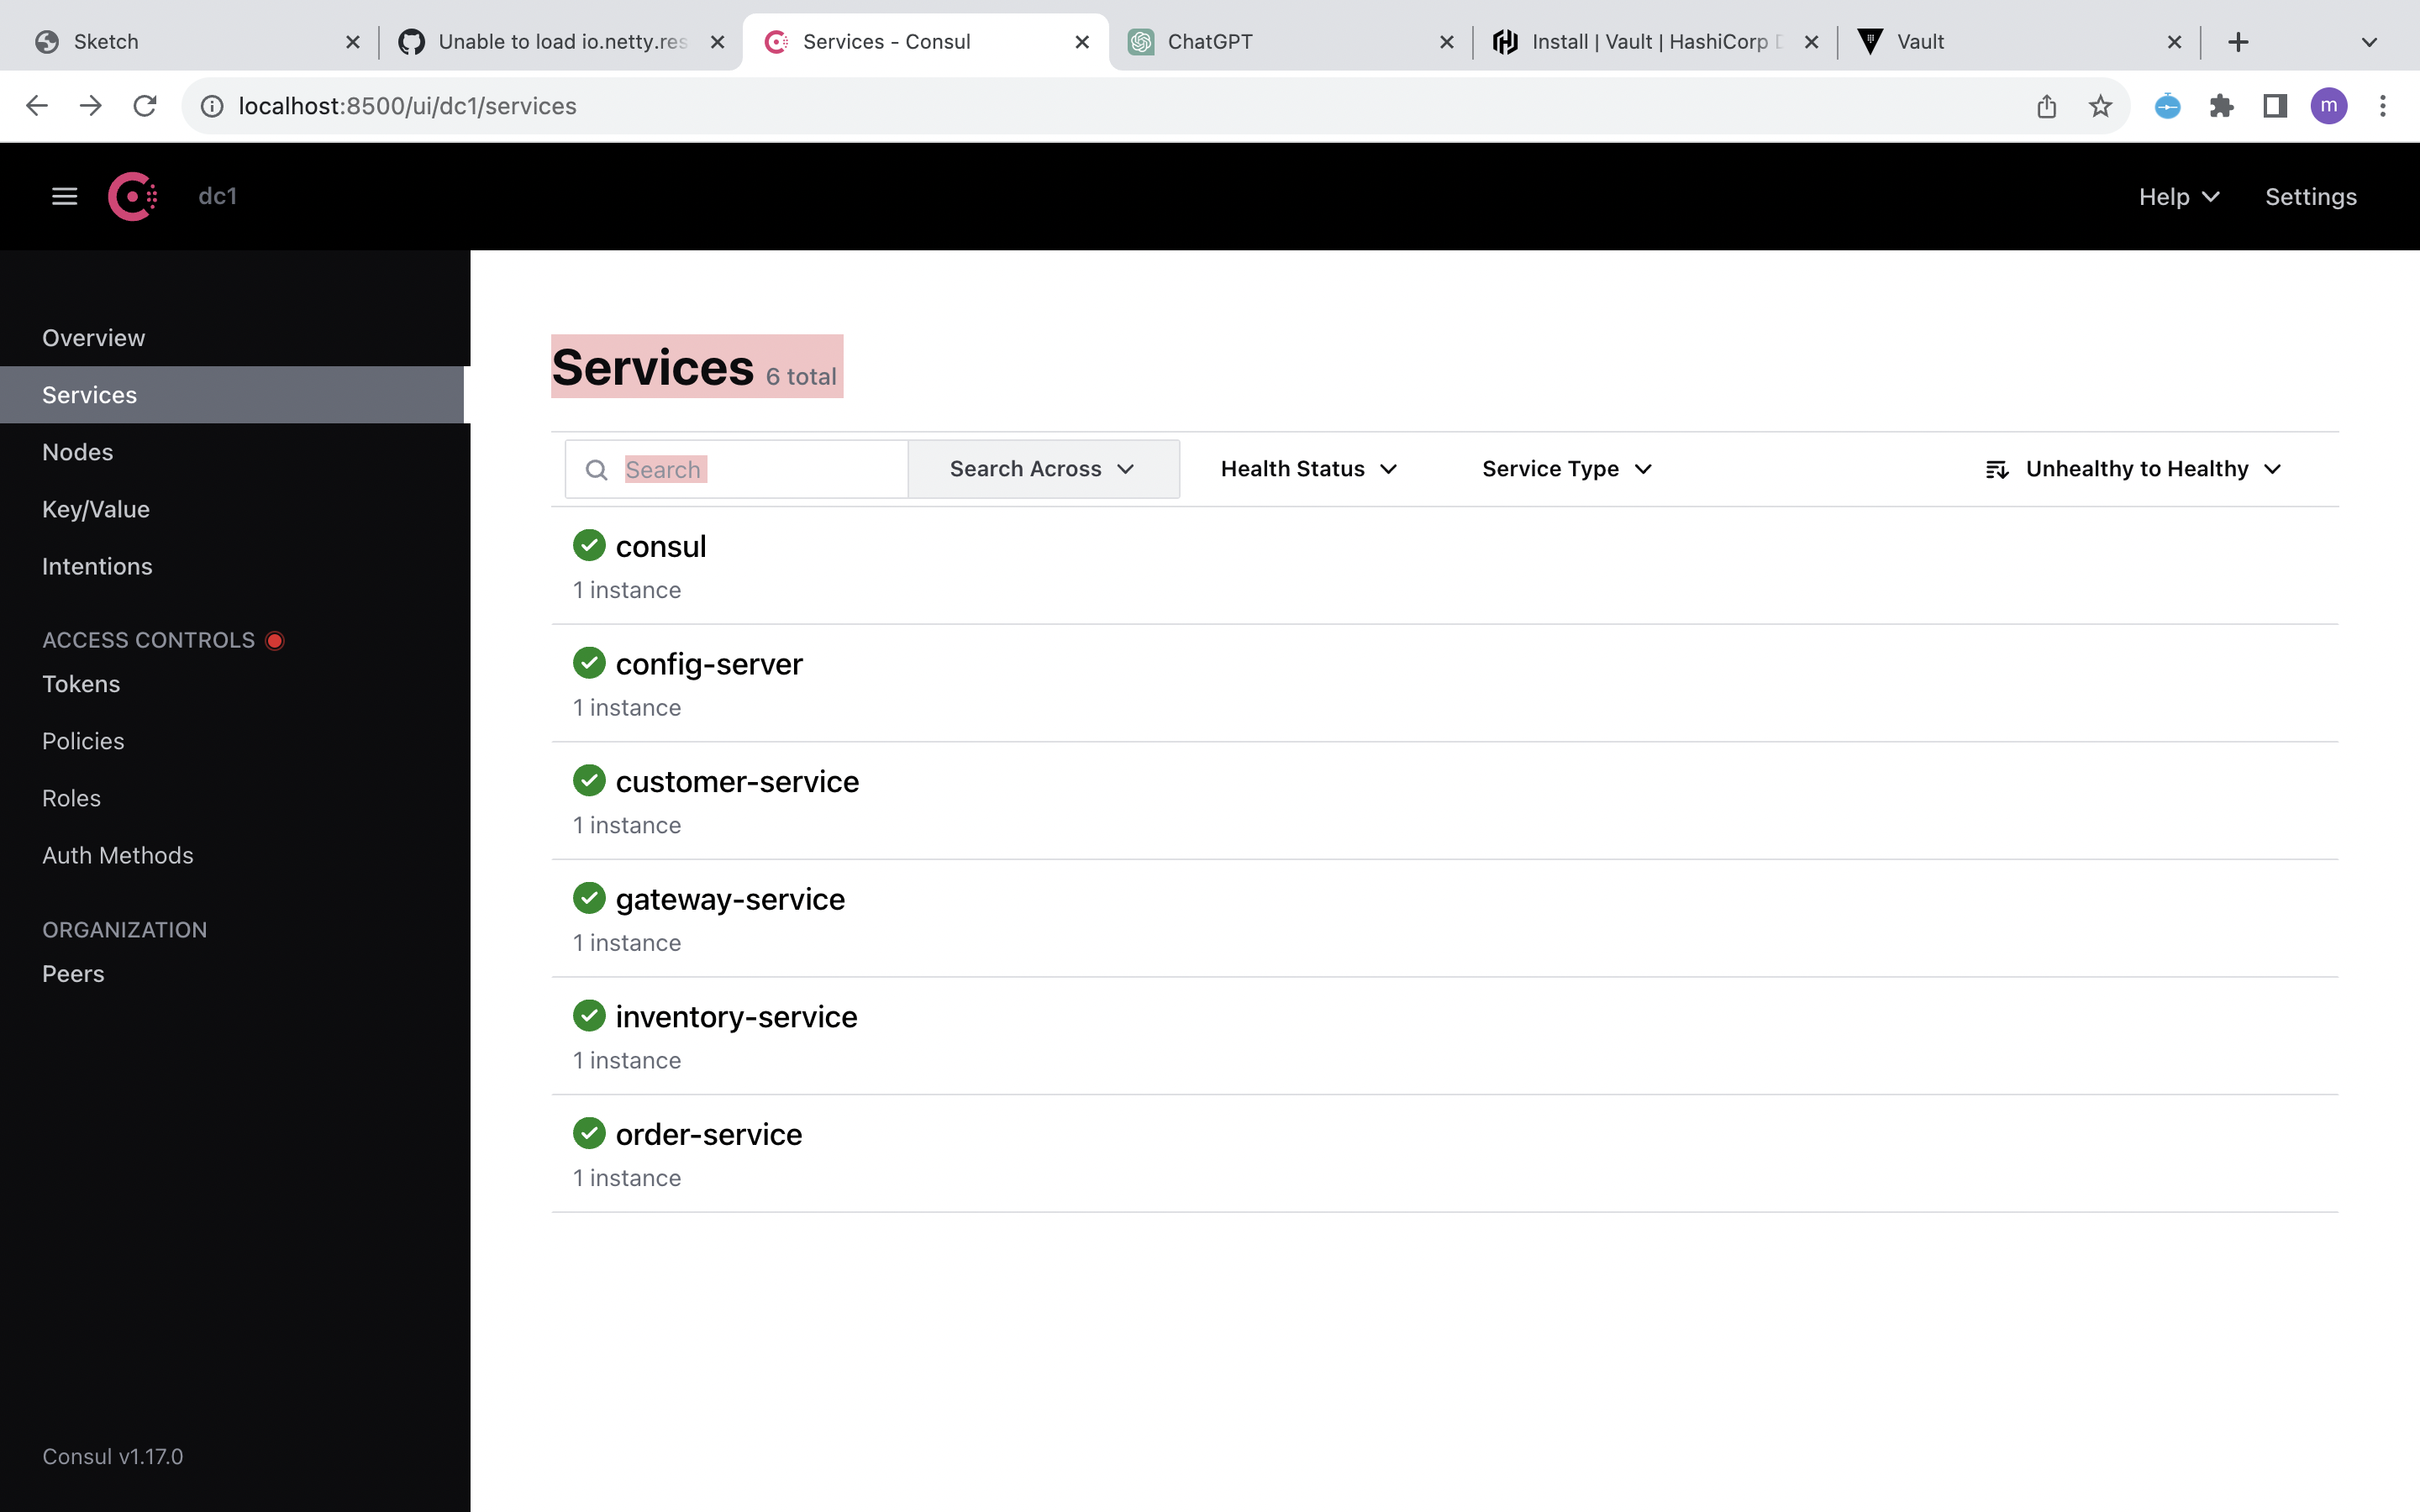 Sketch
Unable to load io.netty.res
Services - Consul
ChatGPT
Install | Vault | HashiCorp D
Vault
localhost:8500/ui/dc1/services
m
dc1
Help
Settings
Overview
Services
Nodes
Key/Value
Intentions
ACCESS CONTROLS
Tokens
Policies
Roles
Auth Methods
ORGANIZATION
Peers
Consul v1.17.0
Services 6 total
Search
Search Across
Health Status
Service Type
Unhealthy to Healthy
consul
1 instance
config-server
1 instance
customer-service
1 instance
gateway-service
1 instance
inventory-service
1 instance
order-service
1 instance